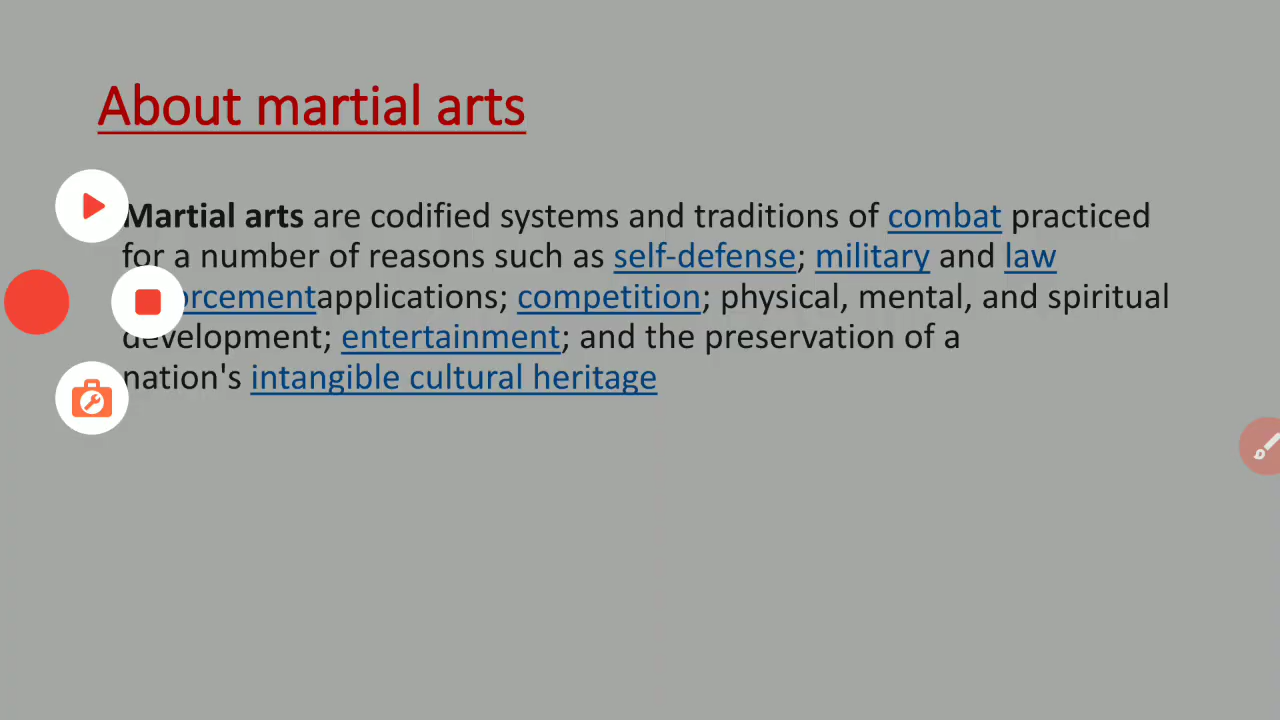 About martial arts
Martial arts are codified systems and traditions of combat practiced
for a number of reasons such as self-defense; military and law
orcementapplications; competition; physical, mental, and spiritual
development; entertainment; and the preservation of a
nation's intangible cultural heritage